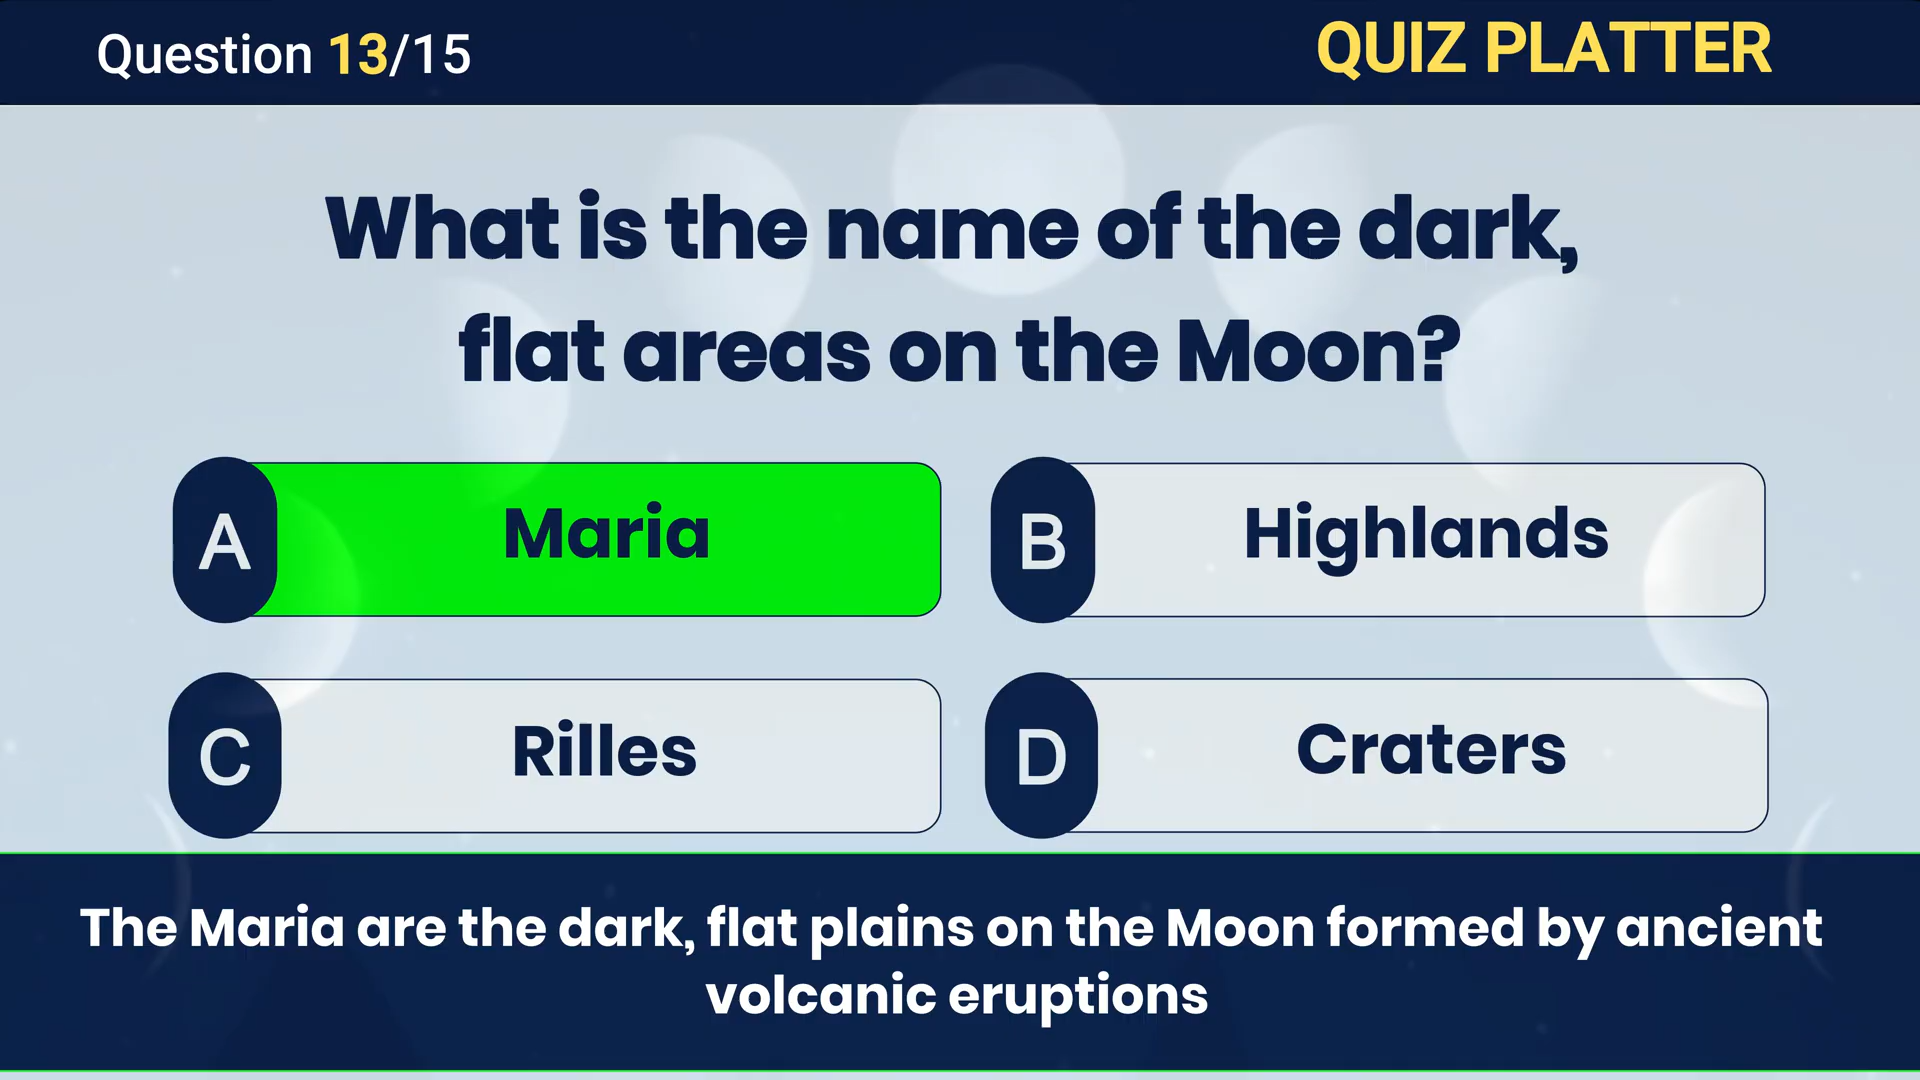 Question 13/15
QUIZ PLATTER
What is the name of the dark,
flat areas on the Moon?
A Maria
B Highlands
C Rilles
D Craters
The Maria are the dark, flat plains on the Moon formed by ancient
volcanic eruptions